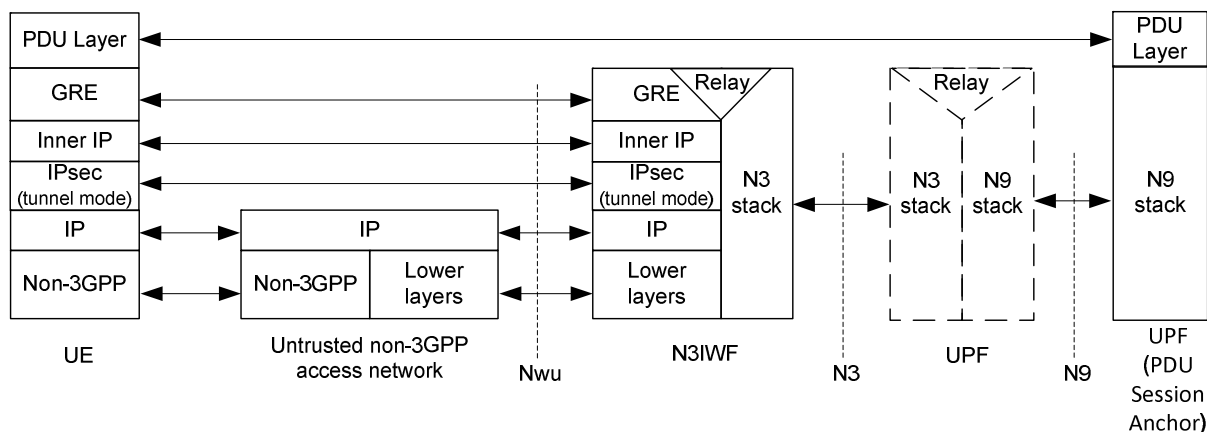 PDU Layer
PDU
Layer
GRE
GRE
Relay
Relay
Inner IP
Inner IP
IPsec
(tunnel mode)
IPsec
(tunnel mode)
N3
stack
N3
stack
N9
stack
N9
stack
IP
IP
IP
Non-3GPP
Non-3GPP
Lower
layers
Lower
layers
UE
Untrusted non-3GPP
access network
Nwu
N3IWF
N3
UPF
N9
UPF
(PDU
Session
Anchor)